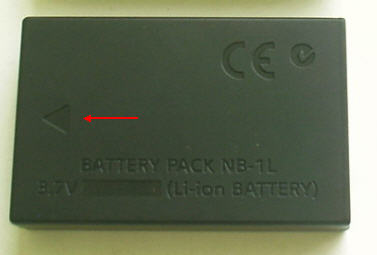 CE
BATTERY PACK NB-1L
3.7V (Li-ion BATTERY)